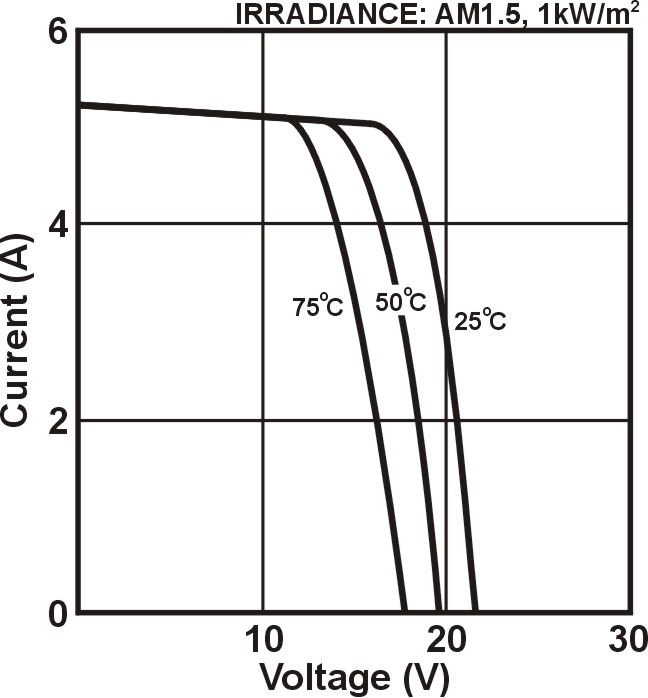 IRRADIANCE: AM1.5, 1kW/m²
6
4
2
0
Current (A)
75°C
50°C
25°C
10 20 30
Voltage (V)